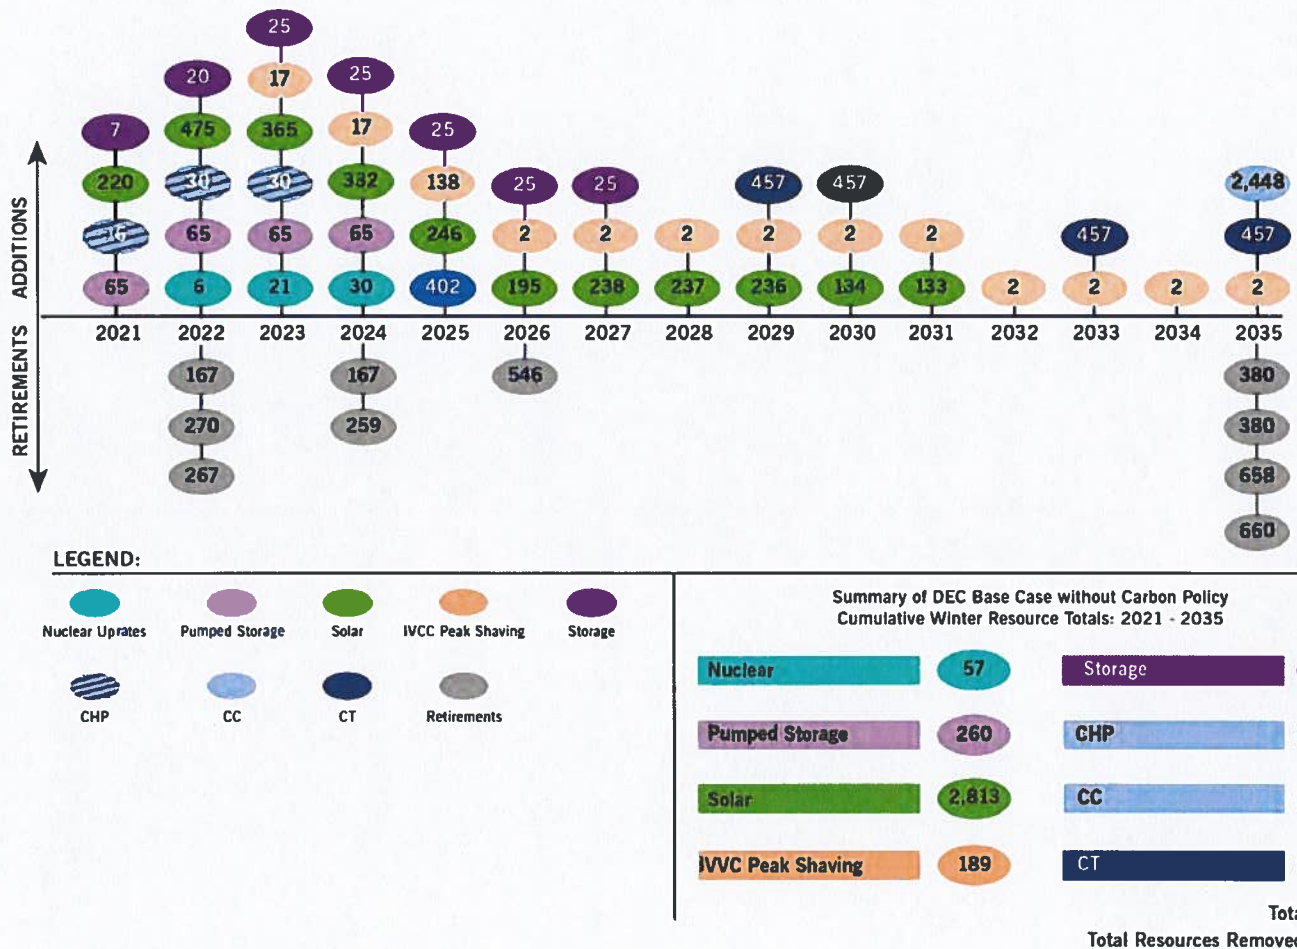 25
20 17 25
7 475 365 17 25
220 30 30 332 138 25 25 457 457 2,448
16 65 65 65 246 2 2 2 2 2 2 457 457
65 6 21 30 402 195 238 237 236 134 133 2 2 2 2
ADDITIONS
2021 2022 2023 2024 2025 2026 2027 2028 2029 2030 2031 2032 2033 2034 2035
RETIREMENTS
167 167 546 380
270 259 380
267 658
660
LEGEND:
Nuclear Uprates Pumped Storage Solar IVCC Peak Shaving Storage
CHP CC CT Retirements
Summary of DEC Base Case without Carbon Policy
Cumulative Winter Resource Totals: 2021 - 2035
Nuclear 57 Storage
Pumped Storage 260 CHP
Solar 2,813 CC
IVVC Peak Shaving 189 CT
Tota
Total Resources Removed